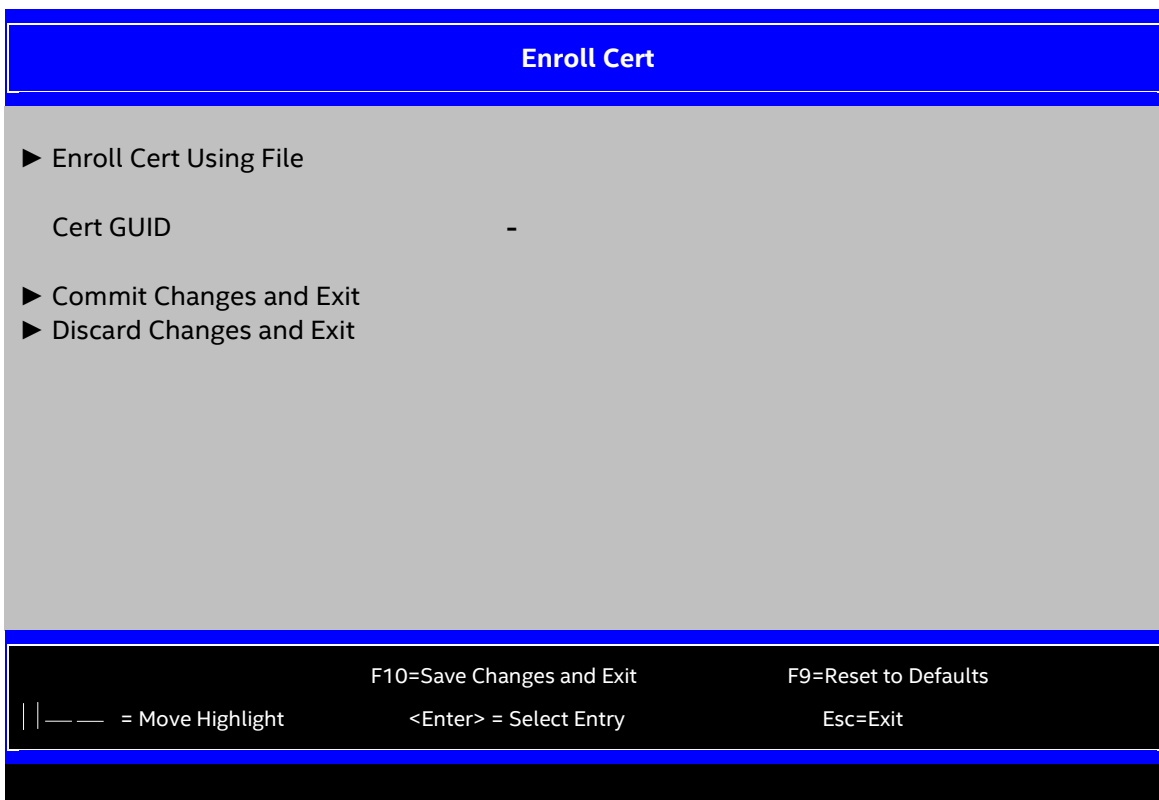 Enroll Cert
► Enroll Cert Using File
Cert GUID -
► Commit Changes and Exit
► Discard Changes and Exit
F10=Save Changes and Exit F9=Reset to Defaults
= Move Highlight <Enter> = Select Entry Esc=Exit